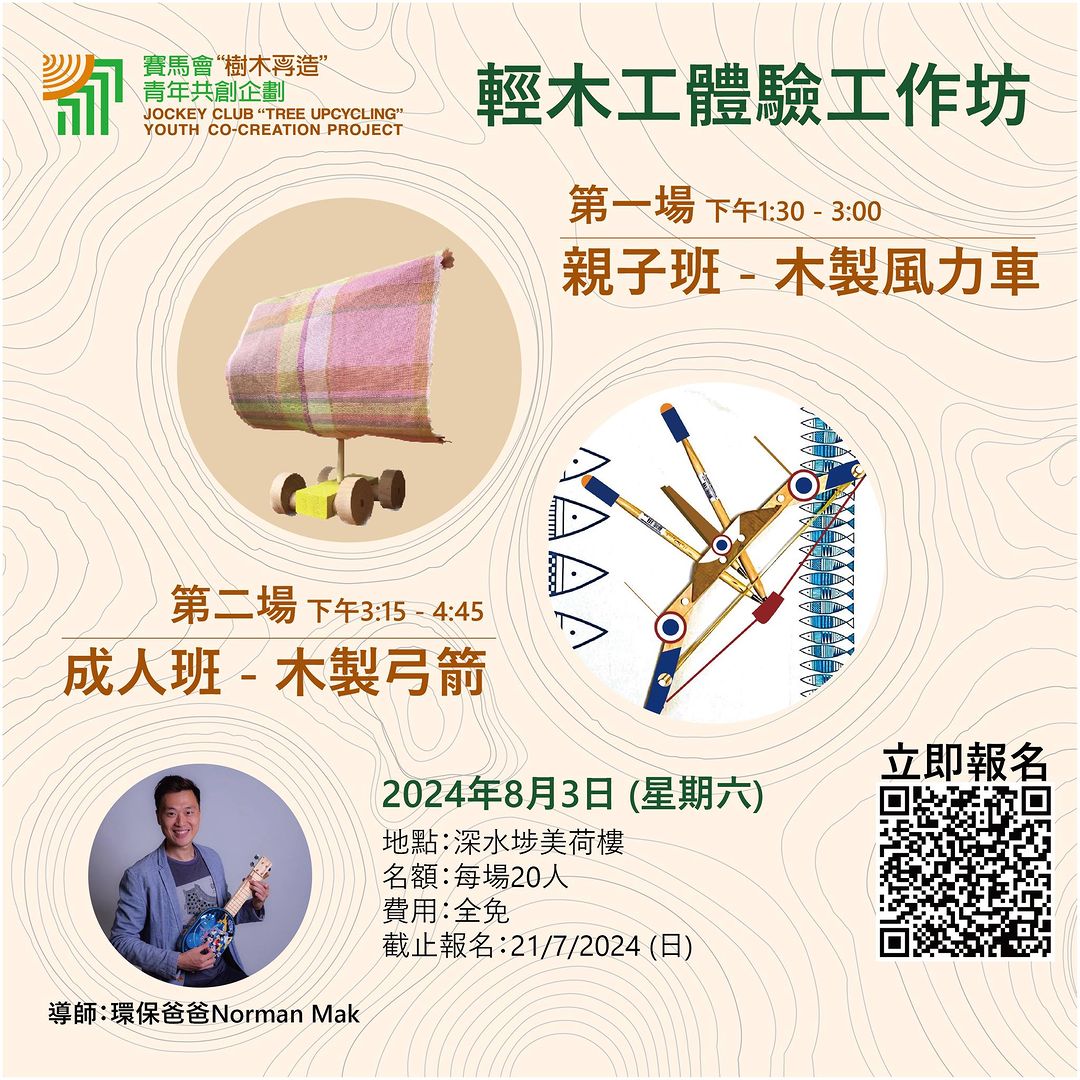 賽馬會“樹木再造”
青年共創企劃
JOCKEY CLUB “TREE UPCYCLING”
YOUTH CO-CREATION PROJECT
輕木工體驗工作坊
第一場 下午1:30 - 3:00
親子班 - 木製風力車
第二場 下午3:15 - 4:45
成人班 - 木製弓箭
2024年8月3日 (星期六)
地點：深水埗美荷樓
名額：每場20人
費用：全免
截止報名：21/7/2024 (日)
立即報名
導師：環保爸爸Norman Mak